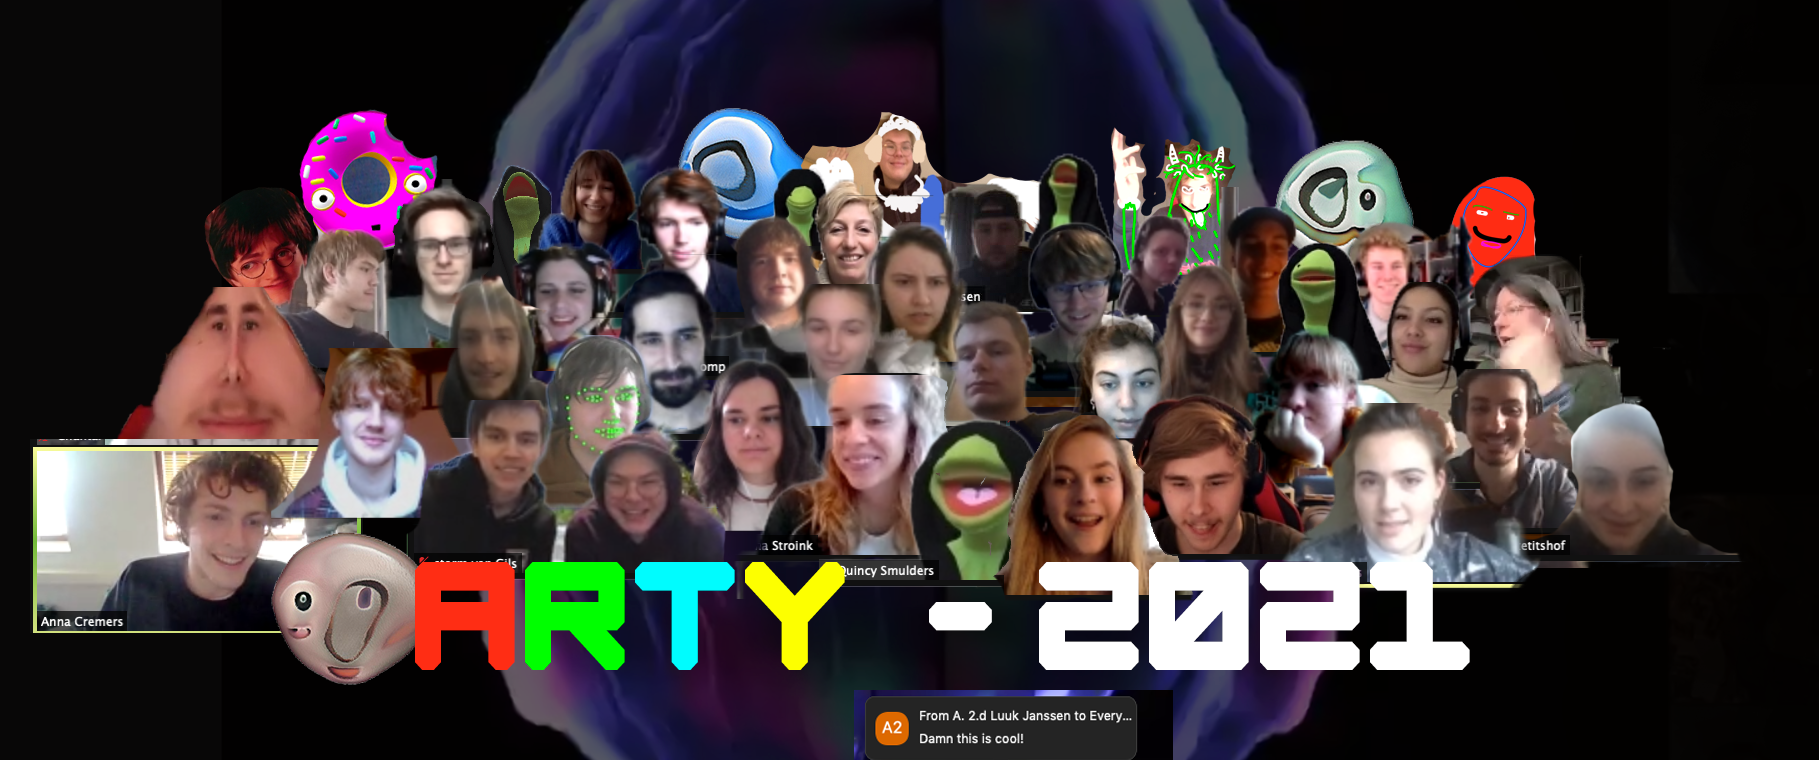 sen
omp
a Stroink
etitshof
Quincy Smulders
Anna Cremers
ARTY - 2021
From A. 2.d Luuk Janssen to Every...
A2
Damn this is cool!